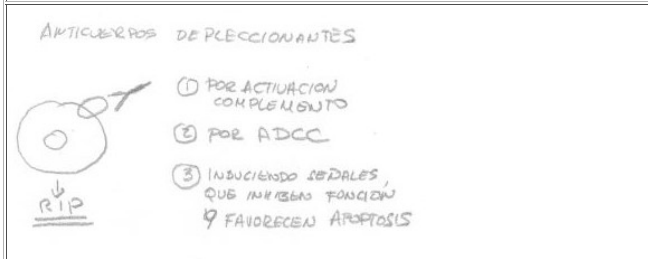 ANTICUERPOS DEPLECCIONANTES
① POR ACTIVACION
COMPLEMENTO
② POR ADCC
③ INDUCIENDO SEÑALES,
QUE INHIBEN FUNCIÓN
y FAVORECEN APOPTOSIS
RIP